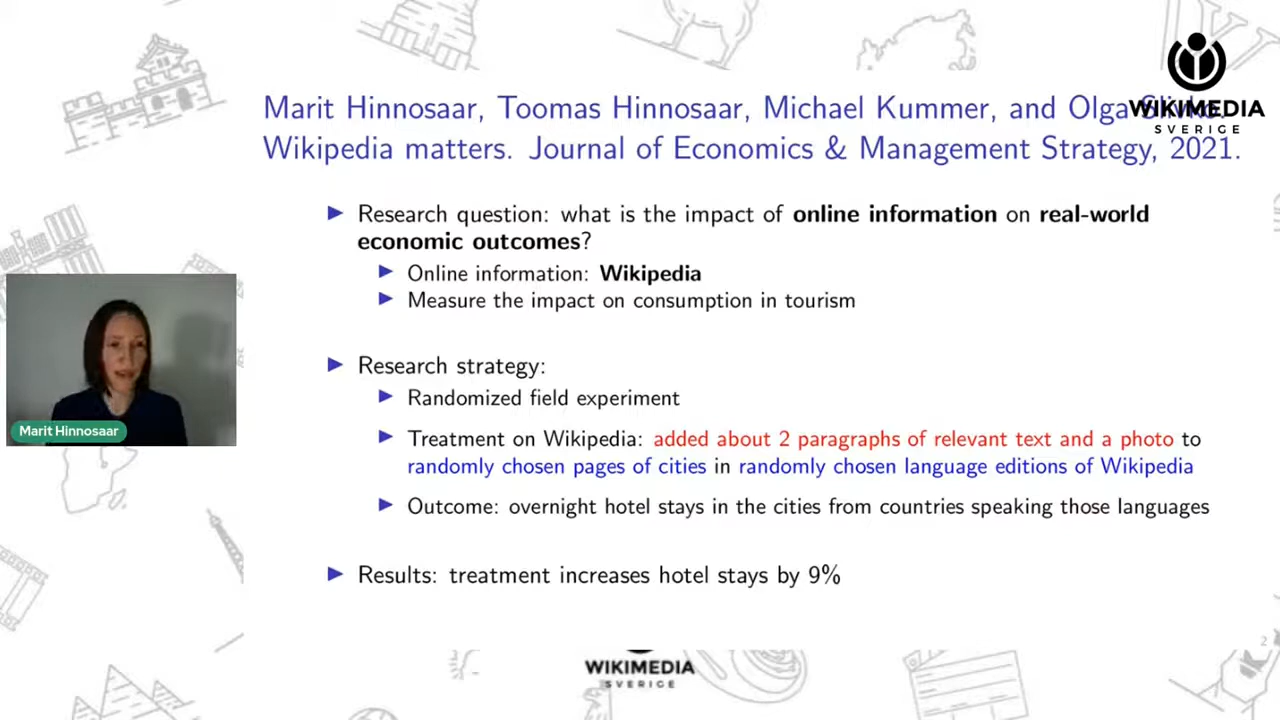 Marit Hinnosaar, Toomas Hinnosaar, Michael Kummer, and Olga
WIKIMEDIA
SVERIGE
Wikipedia matters. Journal of Economics & Management Strategy, 2021.
► Research question: what is the impact of online information on real-world
economic outcomes?
► Online information: Wikipedia
► Measure the impact on consumption in tourism
► Research strategy:
► Randomized field experiment
► Treatment on Wikipedia: added about 2 paragraphs of relevant text and a photo to
randomly chosen pages of cities in randomly chosen language editions of Wikipedia
► Outcome: overnight hotel stays in the cities from countries speaking those languages
► Results: treatment increases hotel stays by 9%
Marit Hinnosaar
2
WIKIMEDIA
SVERIGE